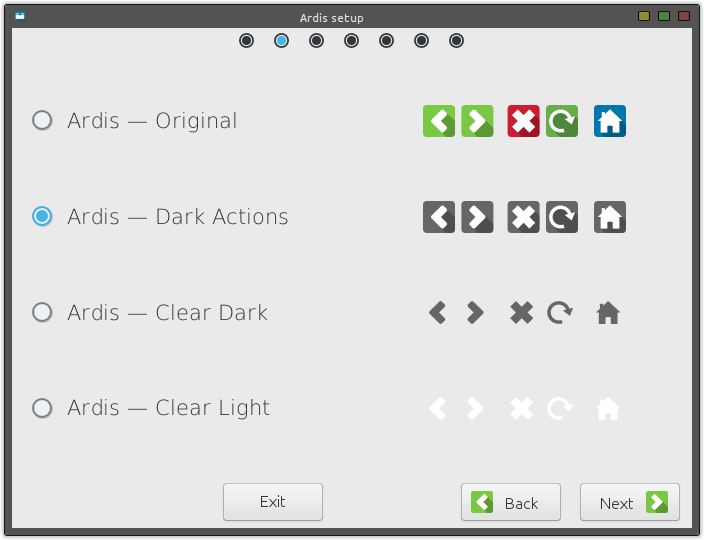 Ardis setup
Ardis — Original
Ardis — Dark Actions
Ardis — Clear Dark
Ardis — Clear Light
Exit
Back
Next